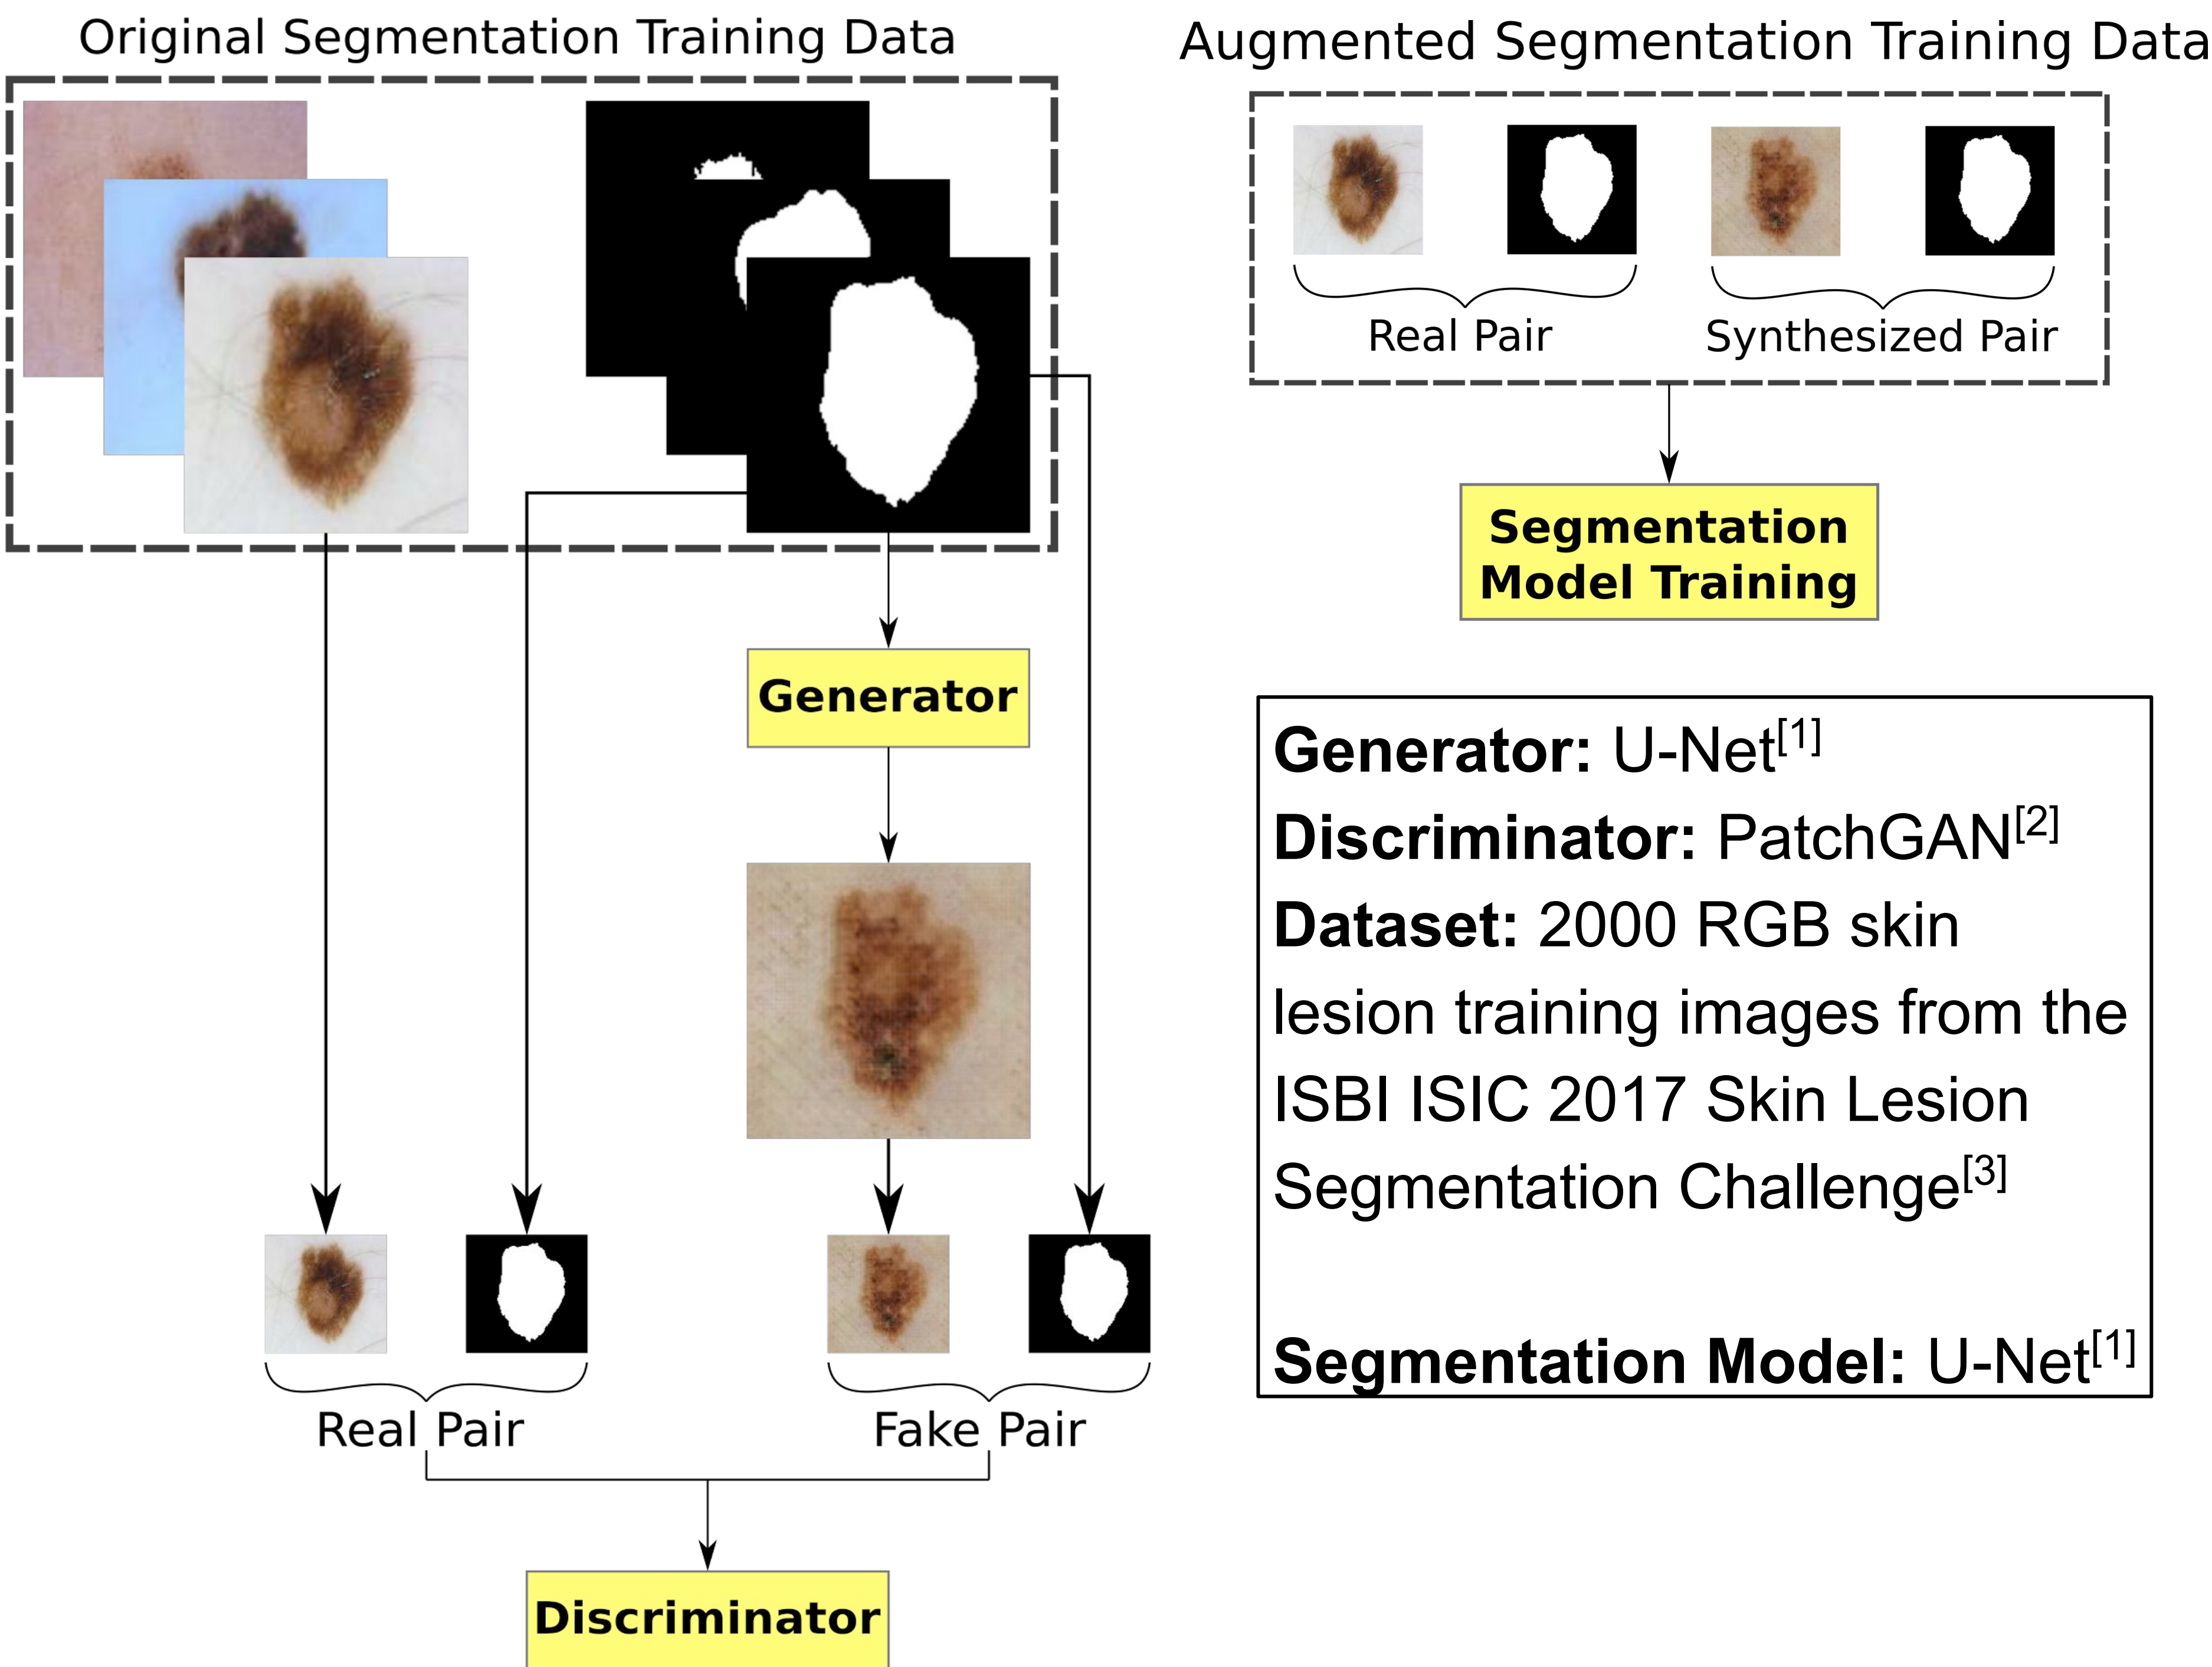 Original Segmentation Training Data
Generator
Real Pair
Fake Pair
Discriminator
Augmented Segmentation Training Data
Real Pair
Synthesized Pair
Segmentation
Model Training
Generator: U-Net[1]
Discriminator: PatchGAN[2]
Dataset: 2000 RGB skin
lesion training images from the
ISBI ISIC 2017 Skin Lesion
Segmentation Challenge[3]
Segmentation Model: U-Net[1]